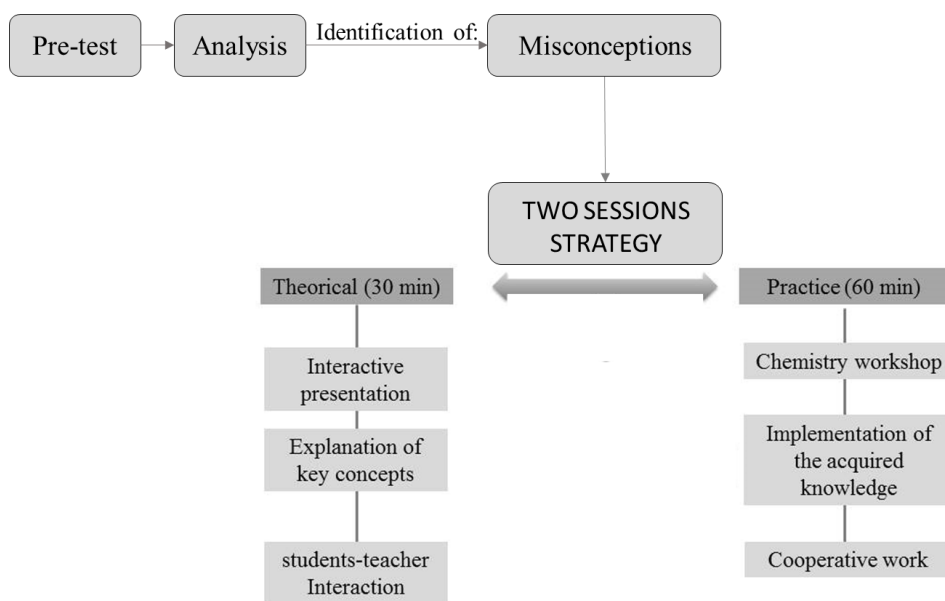 Pre-test
Analysis
Identification of:
Misconceptions
TWO SESSIONS
STRATEGY
Theorical (30 min)
Interactive
presentation
Explanation of
key concepts
students-teacher
Interaction
Practice (60 min)
Chemistry workshop
Implementation of
the acquired
knowledge
Cooperative work